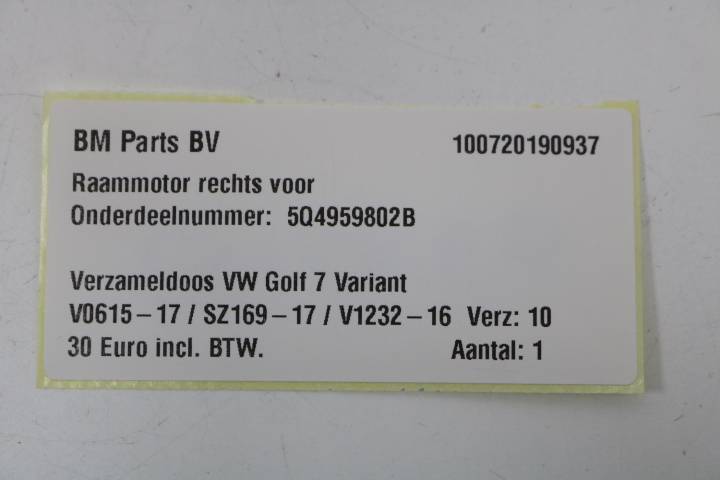 BM Parts BV 100720190937
Raammotor rechts voor
Onderdeelnummer: 5Q4959802B
Verzameldoos VW Golf 7 Variant
V0615-17 / SZ169-17 / V1232-16 Verz: 10
30 Euro incl. BTW. Aantal: 1